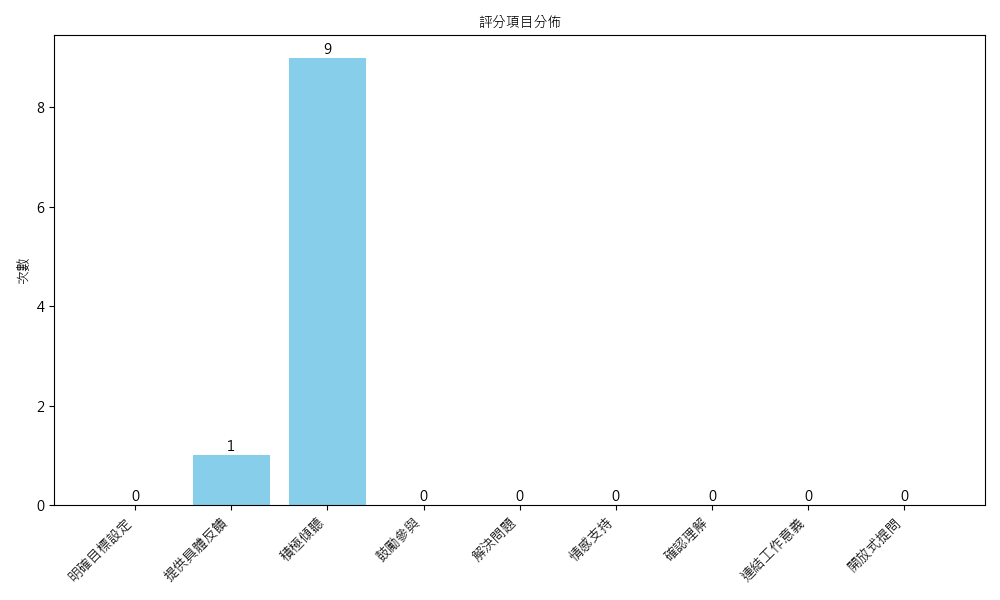 評分項目分佈
次數
8
6
4
2
0
0
1
9
0
0
0
0
0
0
明確目標設定
提供具體反饋
積極傾聽
鼓勵參與
解決問題
情感支持
確認理解
連結工作意義
開放式提問